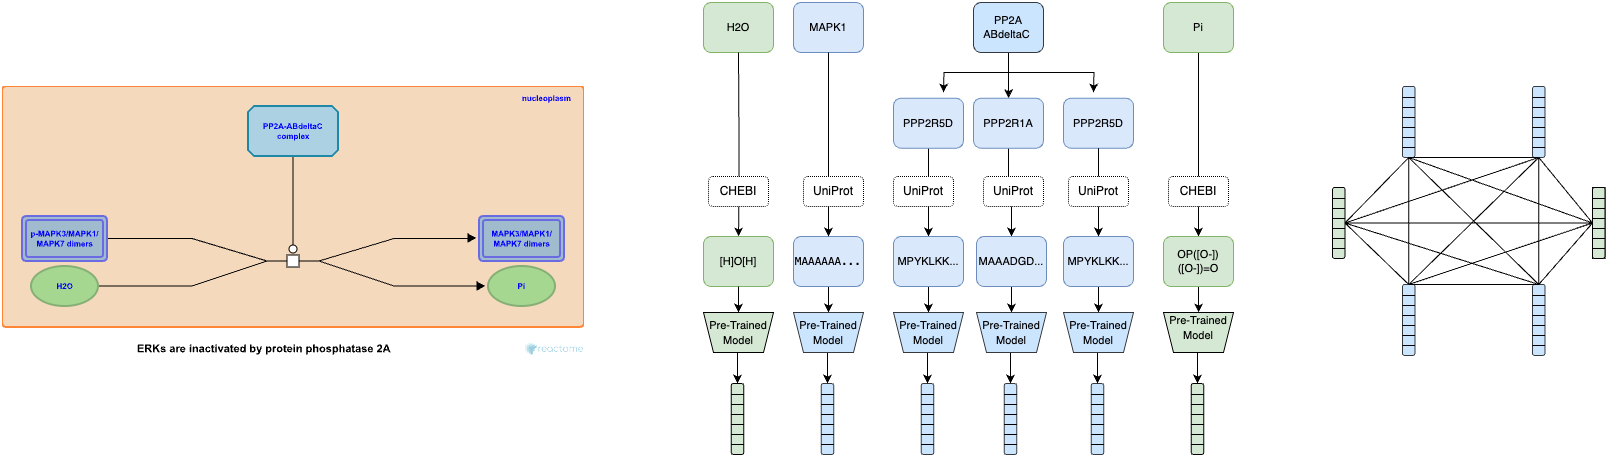 nucleoplasm
PP2A-ABdeltaC
complex
p-MAPK3/MAPK1/
MAPK7 dimers
MAPK3/MAPK1/
MAPK7 dimers
H2O
Pi
ERKs are inactivated by protein phosphatase 2A
reactome
H2O
MAPK1
PP2A
ABdeltaC
Pi
PPP2R5D
PPP2R1A
PPP2R5D
CHEBI
UniProt
UniProt
UniProt
UniProt
CHEBI
[H]O[H]
MAAAAAA...
MPYKLKK...
MAAADGD...
MPYKLKK...
OP([O-])
([O-])=O
Pre-Trained
Model
Pre-Trained
Model
Pre-Trained
Model
Pre-Trained
Model
Pre-Trained
Model
Pre-Trained
Model